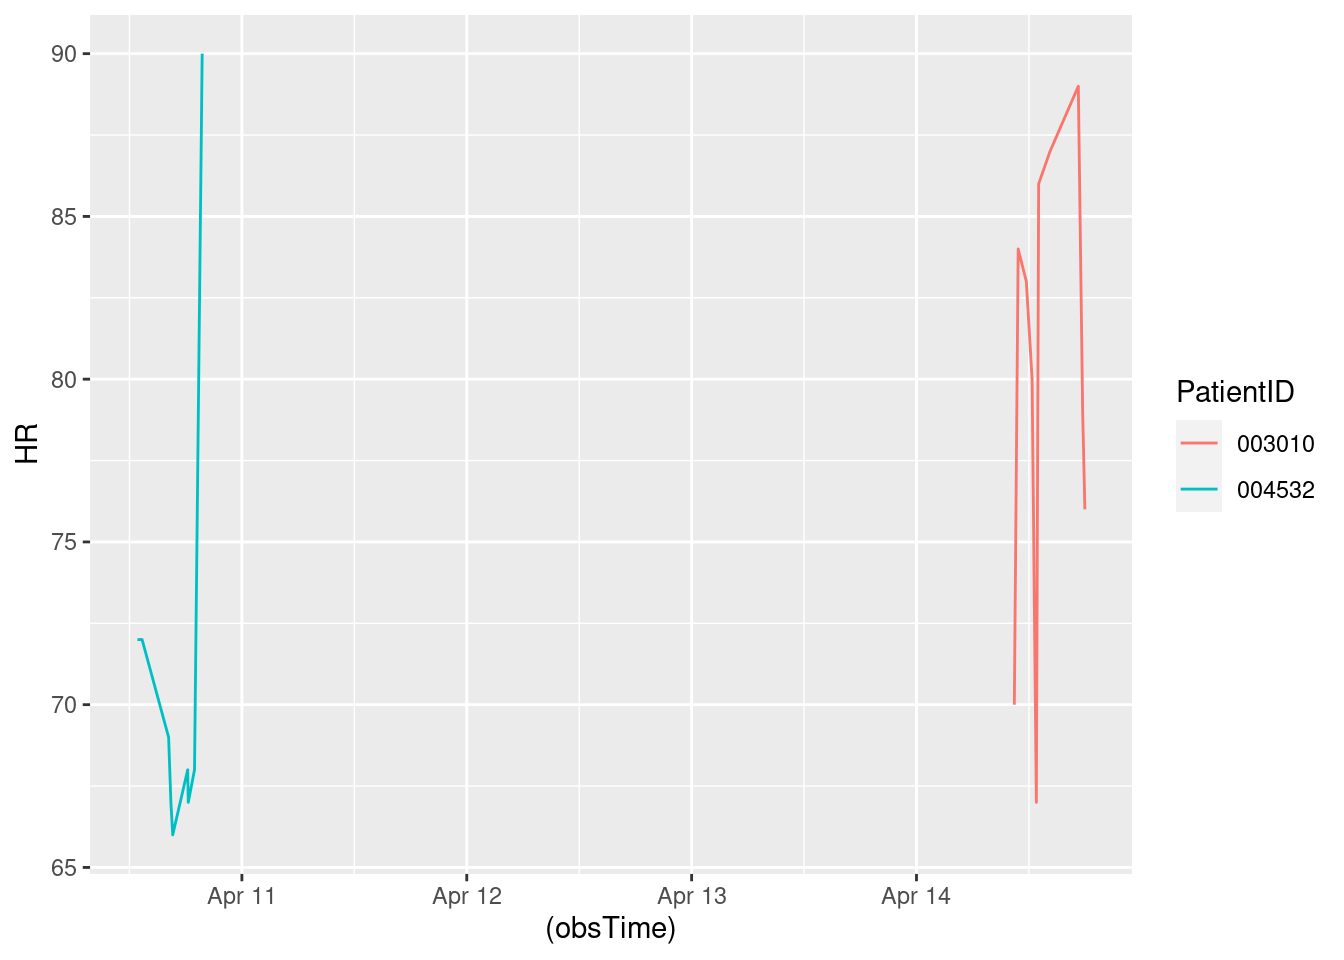 90
85
80
75
70
65
HR
Apr 11
Apr 12
Apr 13
Apr 14
(obsTime)
PatientID
003010
004532